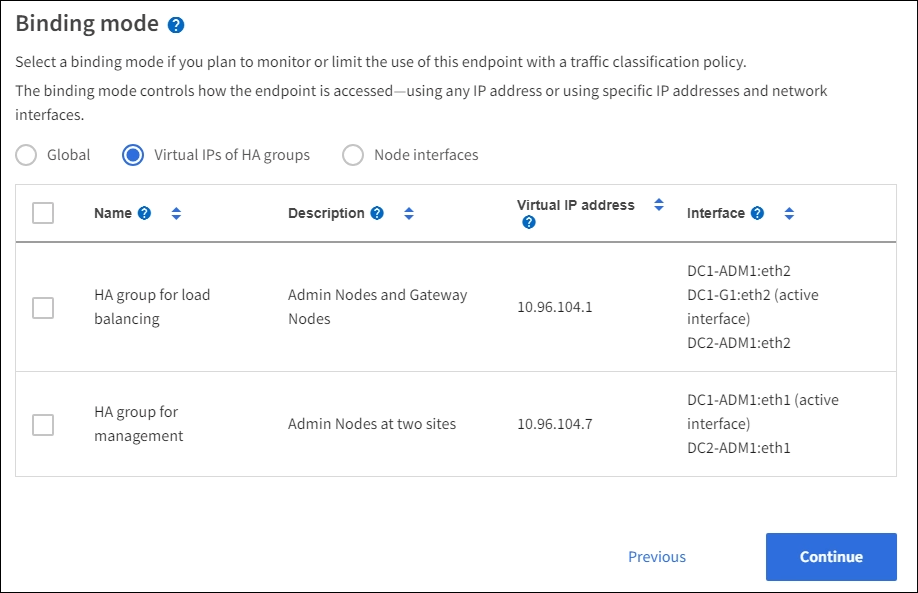 Binding mode ?
Select a binding mode if you plan to monitor or limit the use of this endpoint with a traffic classification policy.
The binding mode controls how the endpoint is accessed—using any IP address or using specific IP addresses and network
interfaces.
Global Virtual IPs of HA groups Node interfaces
Name ? Description ? Virtual IP address ? Interface ?
HA group for load
balancing
Admin Nodes and Gateway
Nodes
10.96.104.1
DC1-ADM1:eth2
DC1-G1:eth2 (active
interface)
DC2-ADM1:eth2
HA group for
management
Admin Nodes at two sites
10.96.104.7
DC1-ADM1:eth1 (active
interface)
DC2-ADM1:eth1
Previous Continue